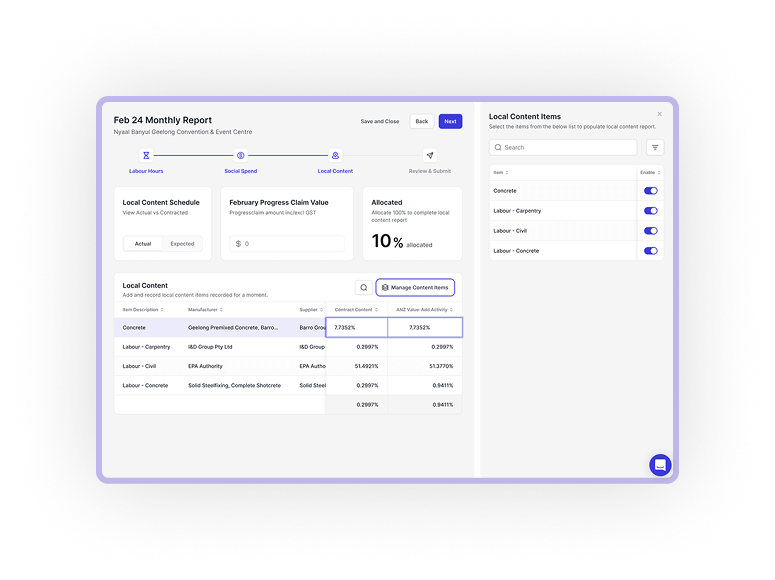 Feb 24 Monthly Report
Nyaal Banyul Geelong Convention & Event Centre
Save and Close
Back
Next
Labour Hours
Social Spend
Local Content
Review & Submit
Local Content Schedule
View Actual vs Contracted
Actual
Expected
February Progress Claim Value
Progressclaim amount inc/excl GST
$ 0
Allocated
Allocate 100% to complete local
content report
10% allocated
Local Content
Add and record local content items recorded for a moment.
Manage Content Items
Item Description Manufacturer Supplier Contract Content ANZ Value-Add Activity
Concrete Geelong Premixed Concrete, Barro... Barro Grou 7.7352% 7.7352%
Labour - Carpentry I&D Group Pty Ltd I&D Group 0.2997% 0.2997%
Labour - Civil EPA Authority EPA Autho 51.4921% 51.3770%
Labour - Concrete Solid Steelfixing, Complete Shotcrete Solid Steel 0.2997% 0.9411%
0.2997% 0.9411%
Local Content Items
Select the items from the below list to populate local content report.
Search
Item Enable
Concrete
Labour - Carpentry
Labour - Civil
Labour - Concrete